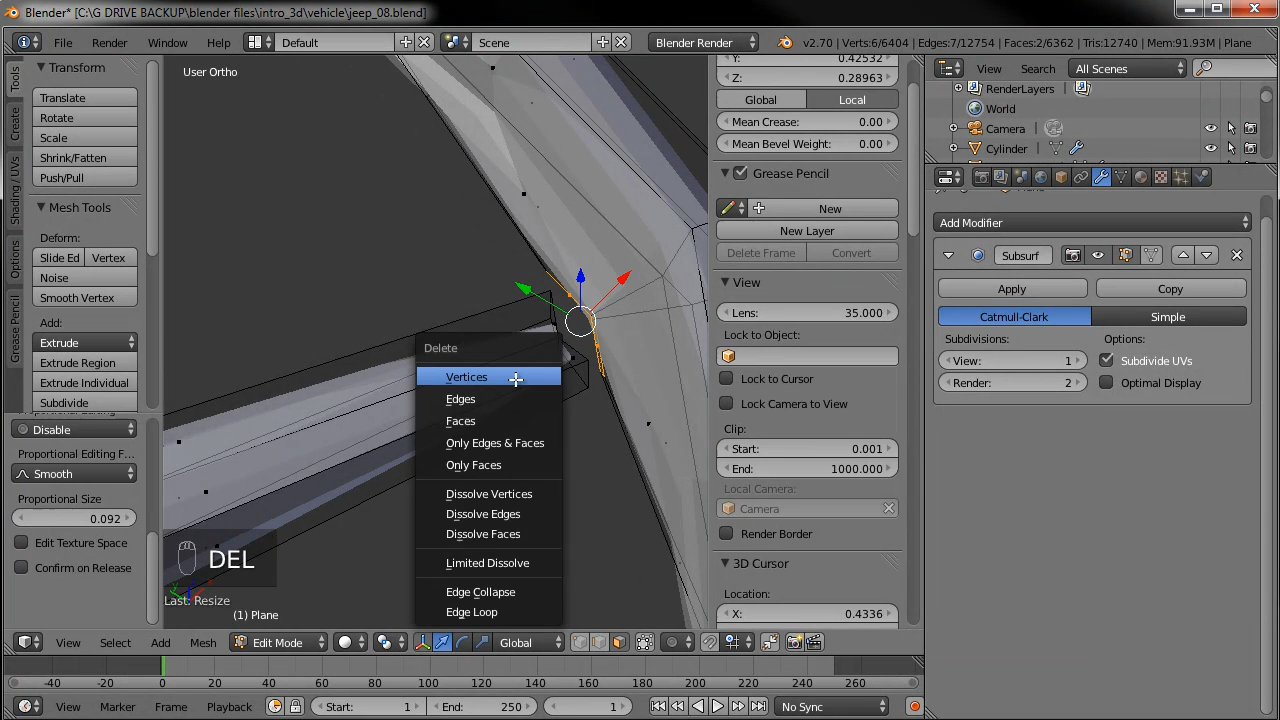 Blender* [C:\G DRIVE BACKUP\blender files\intro_3d\vehicle\jeep_08.blend]
File Render Window Help Default Scene Blender Render v2.70 | Verts:6/6404 | Edges:7/12754 | Faces:2/6362 | Tris:12740 | Mem:91.93M | Plane
Tools
Create
Shading / UVs
Options
Grease Pencil
Transform
Translate
Rotate
Scale
Shrink/Fatten
Push/Pull
Mesh Tools
Deform:
Slide Ed Vertex
Noise
Smooth Vertex
Add:
Extrude
Extrude Region
Extrude Individual
Subdivide
Disable
Proportional Editing F...
Smooth
Proportional Size
0.092
Edit Texture Space
Confirm on Release
User Ortho
Delete
Vertices
Edges
Faces
Only Edges & Faces
Only Faces
Dissolve Vertices
Dissolve Edges
Dissolve Faces
Limited Dissolve
Edge Collapse
Edge Loop
DEL
Last: Resize
(1) Plane
Y: 0.42532
Z: 0.28963
Global Local
Mean Crease: 0.00
Mean Bevel Weight: 0.00
Grease Pencil
New
New Layer
Delete Frame Convert
View
Lens: 35.000
Lock to Object:
Lock to Cursor
Lock Camera to View
Clip:
Start: 0.001
End: 1000.000
Local Camera:
Camera
Render Border
3D Cursor
Location:
X: 0.4336
View Search All Scenes
RenderLayers
World
Camera
Cylinder
Add Modifier
Subsurf
Apply Copy
Catmull-Clark Simple
Subdivisions: Options:
View: 1 Subdivide UVs
Render: 2 Optimal Display
View Select Add Mesh Edit Mode Global
-40 -20 0 20 40 60 80 100 120 140 160 180 200 220 240 260
View Marker Frame Playback Start: 1 End: 250 1 No Sync